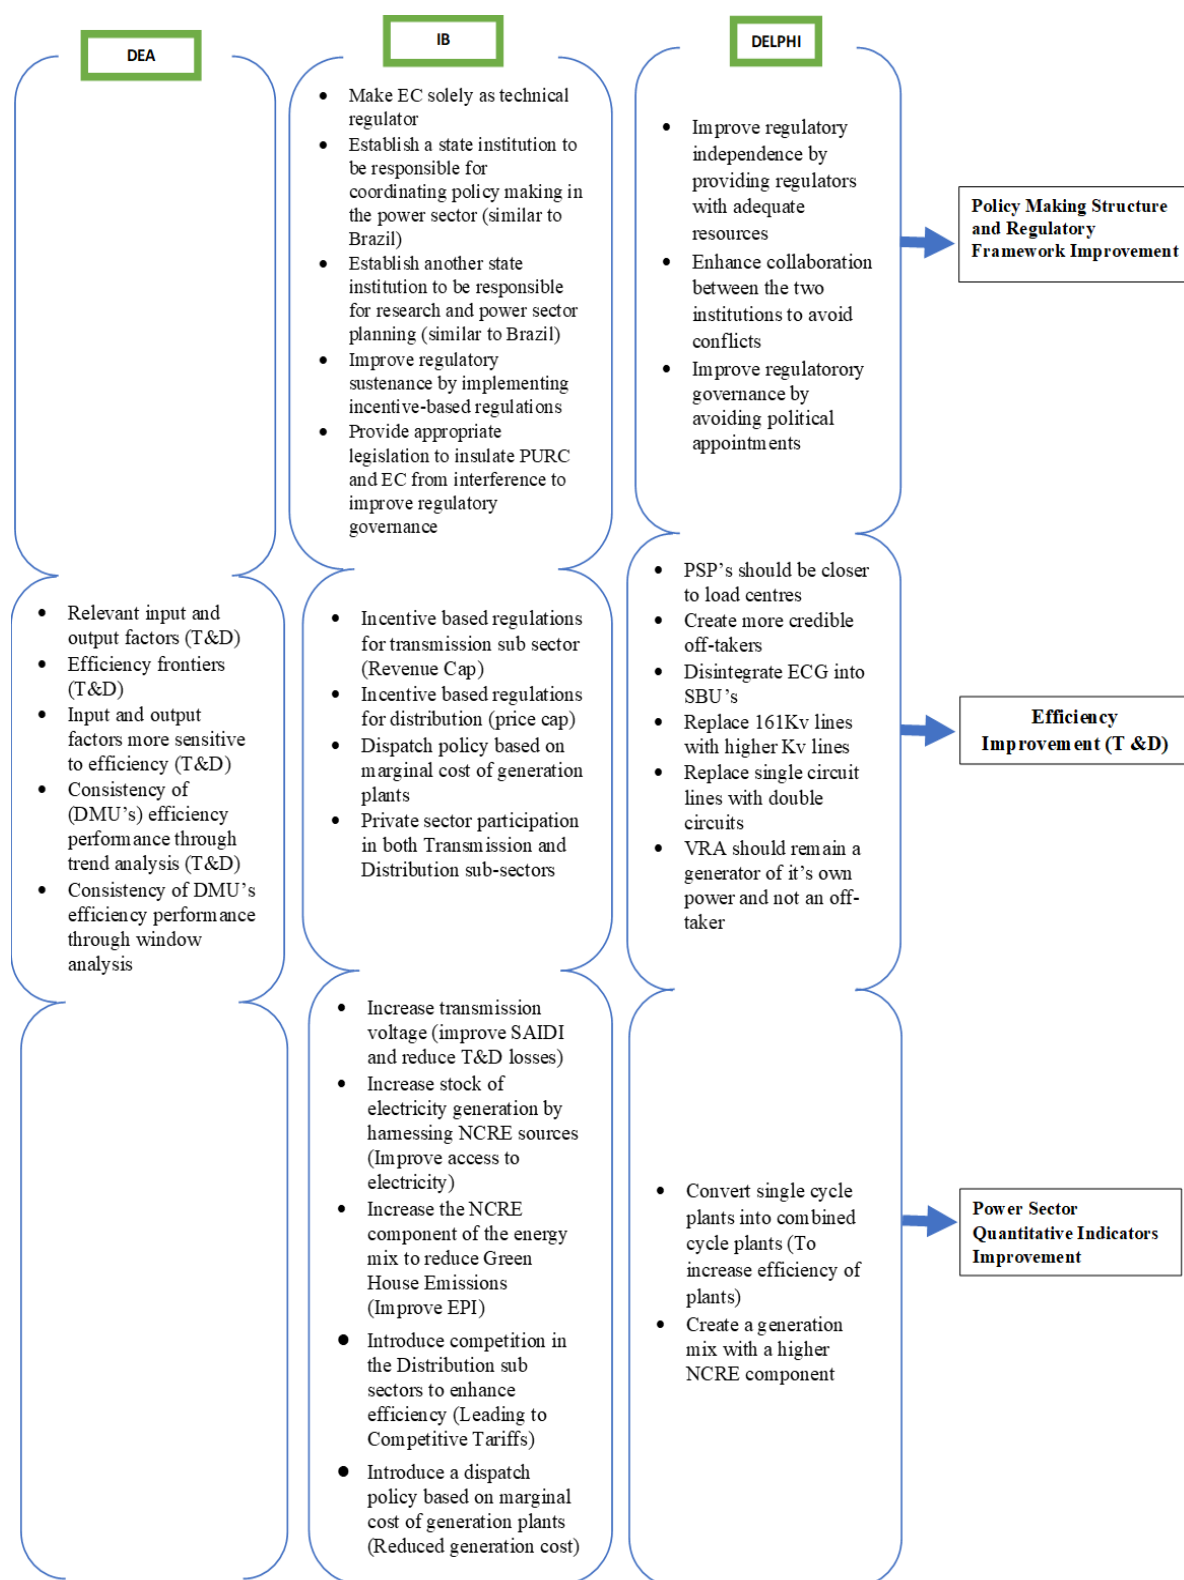 DEA
IB
DELPHI
• Make EC solely as technical
regulator
• Establish a state institution to
be responsible for
coordinating policy making in
the power sector (similar to
Brazil)
• Establish another state
institution to be responsible
for research and power sector
planning (similar to Brazil)
• Improve regulatory
sustenance by implementing
incentive-based regulations
• Provide appropriate
legislation to insulate PURC
and EC from interference to
improve regulatory
governance
• Improve regulatory
independence by
providing regulators
with adequate
resources
• Enhance collaboration
between the two
institutions to avoid
conflicts
• Improve regulatorory
governance by
avoiding political
appointments
Policy Making Structure
and Regulatory
Framework Improvement
• Relevant input and
output factors (T&D)
• Efficiency frontiers
(T&D)
• Input and output
factors more sensitive
to efficiency (T&D)
• Consistency of
(DMU's) efficiency
performance through
trend analysis (T&D)
• Consistency of DMU's
efficiency performance
through window
analysis
• Incentive based regulations
for transmission sub sector
(Revenue Cap)
• Incentive based regulations
for distribution (price cap)
• Dispatch policy based on
marginal cost of generation
plants
• Private sector participation
in both Transmission and
Distribution sub-sectors
• PSP's should be closer
to load centres
• Create more credible
off-takers
• Disintegrate ECG into
SBU's
• Replace 161Kv lines
with higher Kv lines
• Replace single circuit
lines with double
circuits
• VRA should remain a
generator of it's own
power and not an off-
taker
Efficiency
Improvement (T &D)
• Increase transmission
voltage (improve SAIDI
and reduce T&D losses)
• Increase stock of
electricity generation by
harnessing NCRE sources
(Improve access to
electricity)
• Increase the NCRE
component of the energy
mix to reduce Green
House Emissions
(Improve EPI)
• Introduce competition in
the Distribution sub
sectors to enhance
efficiency (Leading to
Competitive Tariffs)
• Introduce a dispatch
policy based on marginal
cost of generation plants
(Reduced generation cost)
• Convert single cycle
plants into combined
cycle plants (To
increase efficiency of
plants)
• Create a generation
mix with a higher
NCRE component
Power Sector
Quantitative Indicators
Improvement